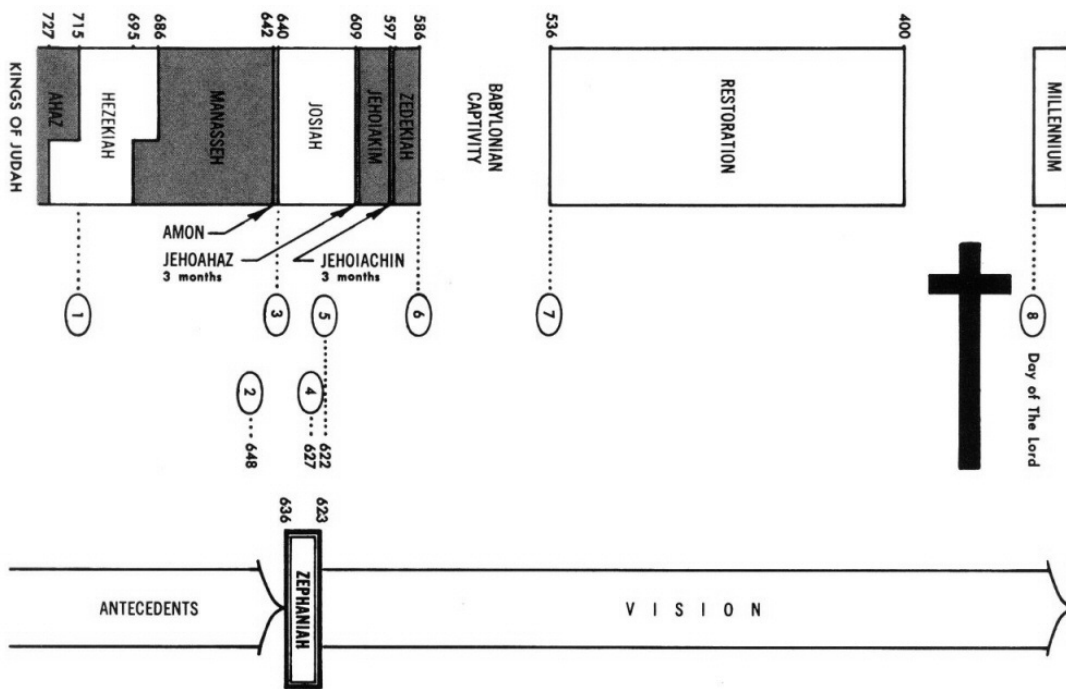 727
715
695
686
642
640
609
597
586
536
400
KINGS OF JUDAH
AHAZ
HEZEKIAH
MANASSEH
JOSIAH
JEHOIAKIM
ZEDEKIAH
BABYLONIAN
CAPTIVITY
RESTORATION
MILLENNIUM
AMON
JEHOAHAZ
3 months
JEHOIACHIN
3 months
1
3
5
6
7
8
Day of The Lord
2
4
648
627
622
636
623
ANTECEDENTS
ZEPHANIAH
VISION